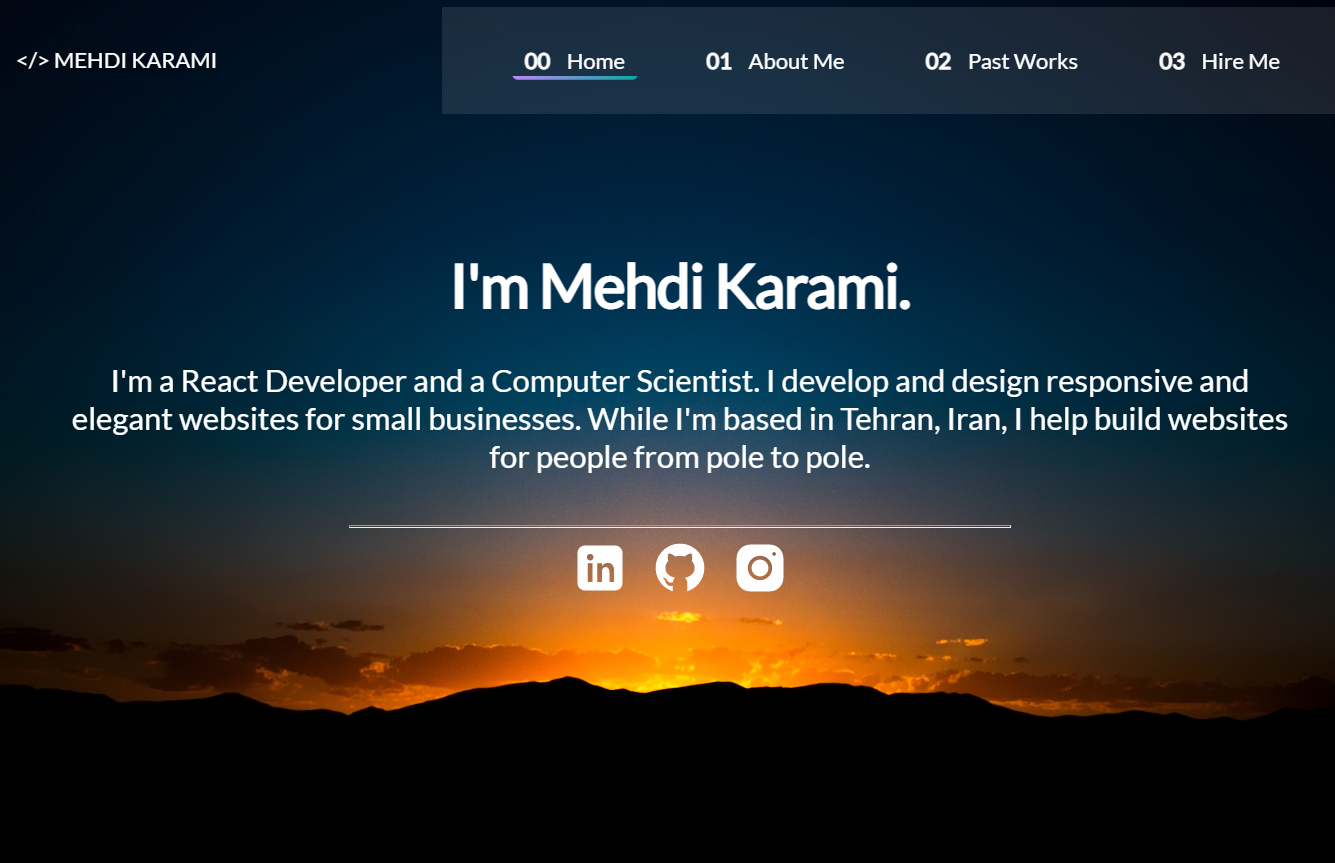 </> MEHDI KARAMI
00 Home 01 About Me 02 Past Works 03 Hire Me
I'm Mehdi Karami.
I'm a React Developer and a Computer Scientist. I develop and design responsive and
elegant websites for small businesses. While I'm based in Tehran, Iran, I help build websites
for people from pole to pole.
in